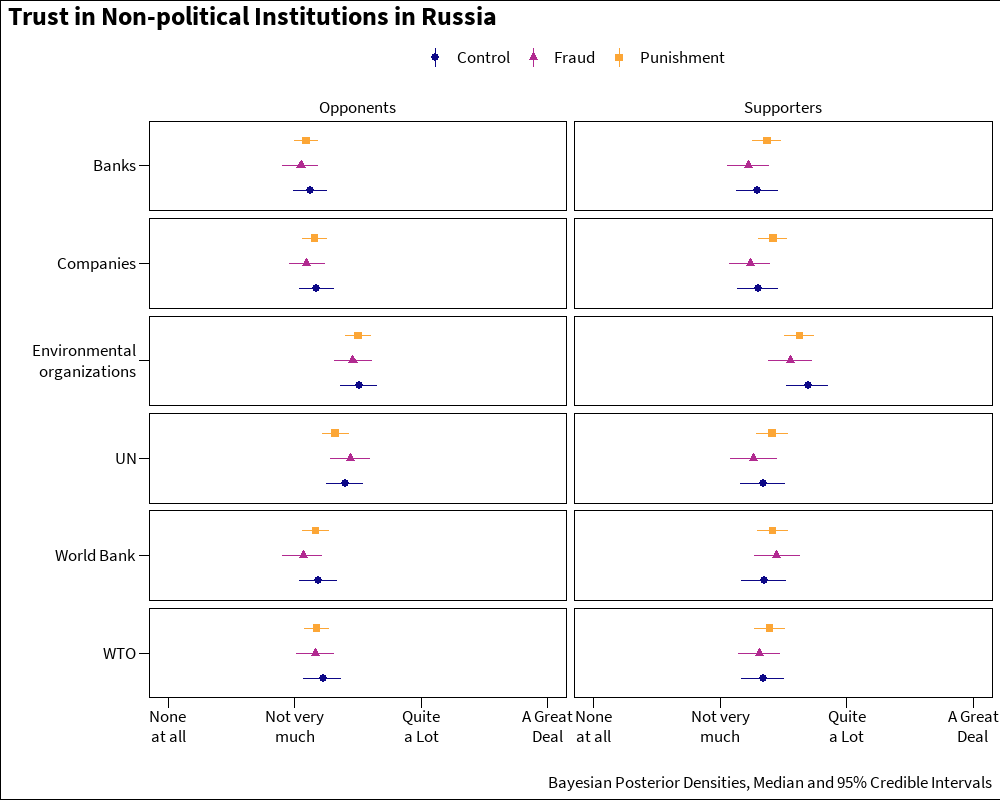 Trust in Non-political Institutions in Russia
Control Fraud Punishment
Opponents Supporters
Banks
Companies
Environmental
organizations
UN
World Bank
WTO
None Not very Quite A Great None Not very Quite A Great
at all much a Lot Deal at all much a Lot Deal
Bayesian Posterior Densities, Median and 95% Credible Intervals